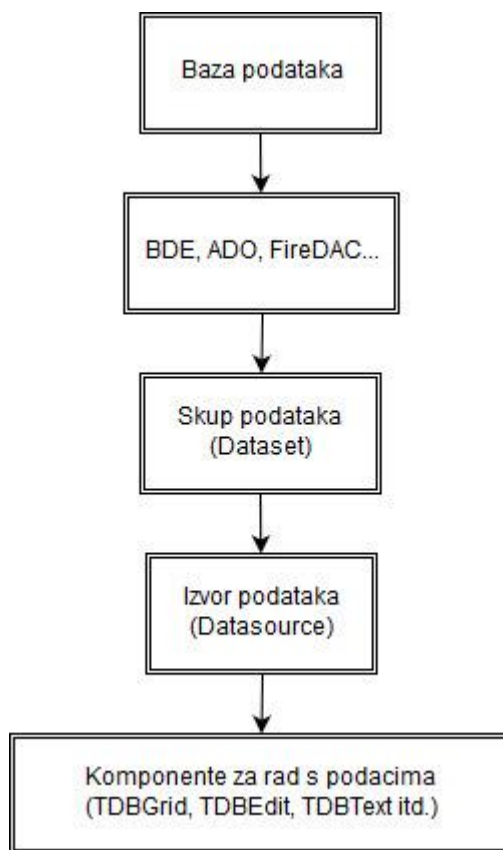 Baza podataka
BDE, ADO, FireDAC...
Skup podataka
(Dataset)
Izvor podataka
(Datasource)
Komponente za rad s podacima
(TDBGrid, TDBEdit, TDBText itd.)